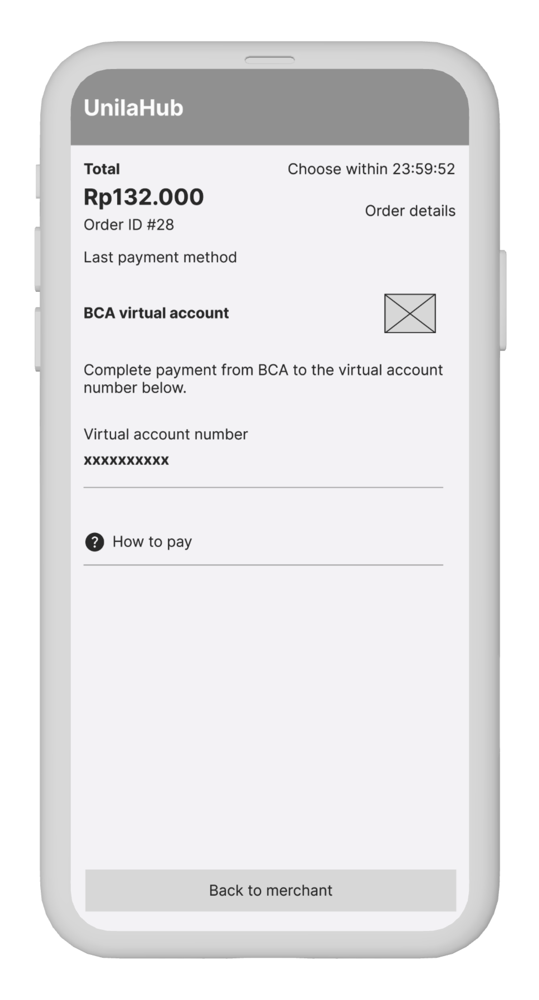 UnilaHub
Total
Choose within 23:59:52
Rp132.000
Order details
Order ID #28
Last payment method
BCA virtual account
Complete payment from BCA to the virtual account
number below.
Virtual account number
xxxxxxxxxx
? How to pay
Back to merchant